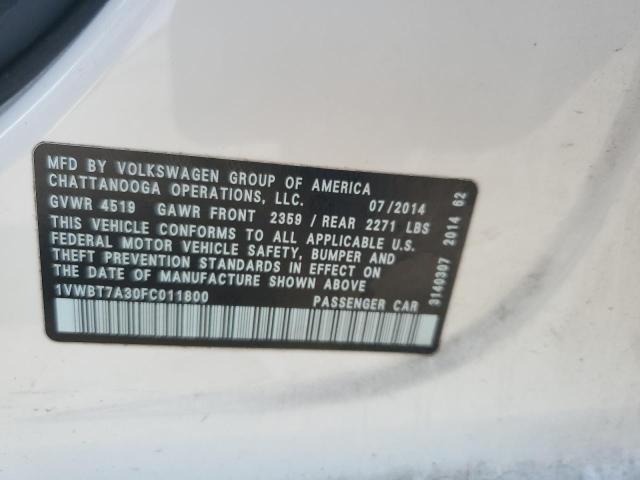 MFD BY VOLKSWAGEN GROUP OF AMERICA
CHATTANOOGA OPERATIONS, LLC. 07/2014
GVWR 4519 GAWR FRONT 2359 / REAR 2271 LBS
THIS VEHICLE CONFORMS TO ALL APPLICABLE U.S.
FEDERAL MOTOR VEHICLE SAFETY, BUMPER AND
THEFT PREVENTION STANDARDS IN EFFECT ON
THE DATE OF MANUFACTURE SHOWN ABOVE
1VWBT7A30FC011800 PASSENGER CAR
3140307 2014 62